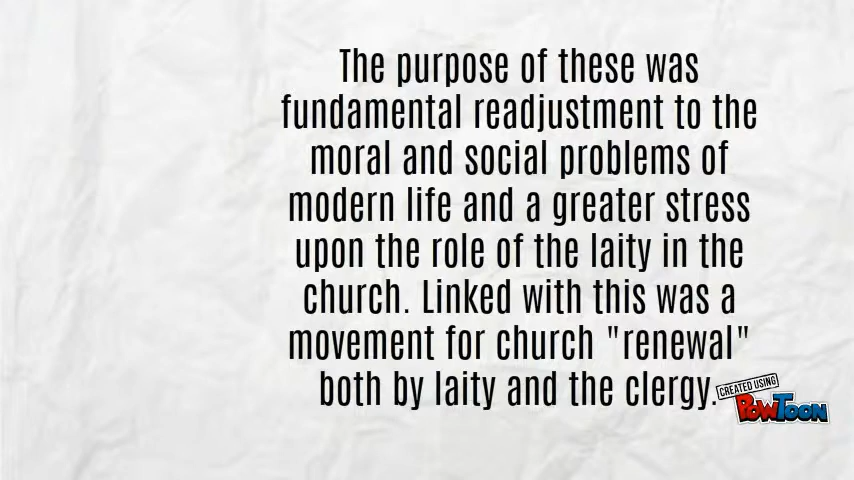 The purpose of these was
fundamental readjustment to the
moral and social problems of
modern life and a greater stress
upon the role of the laity in the
church. Linked with this was a
movement for church "renewal"
both by laity and the clergy.
CREATED USING
POWTOON